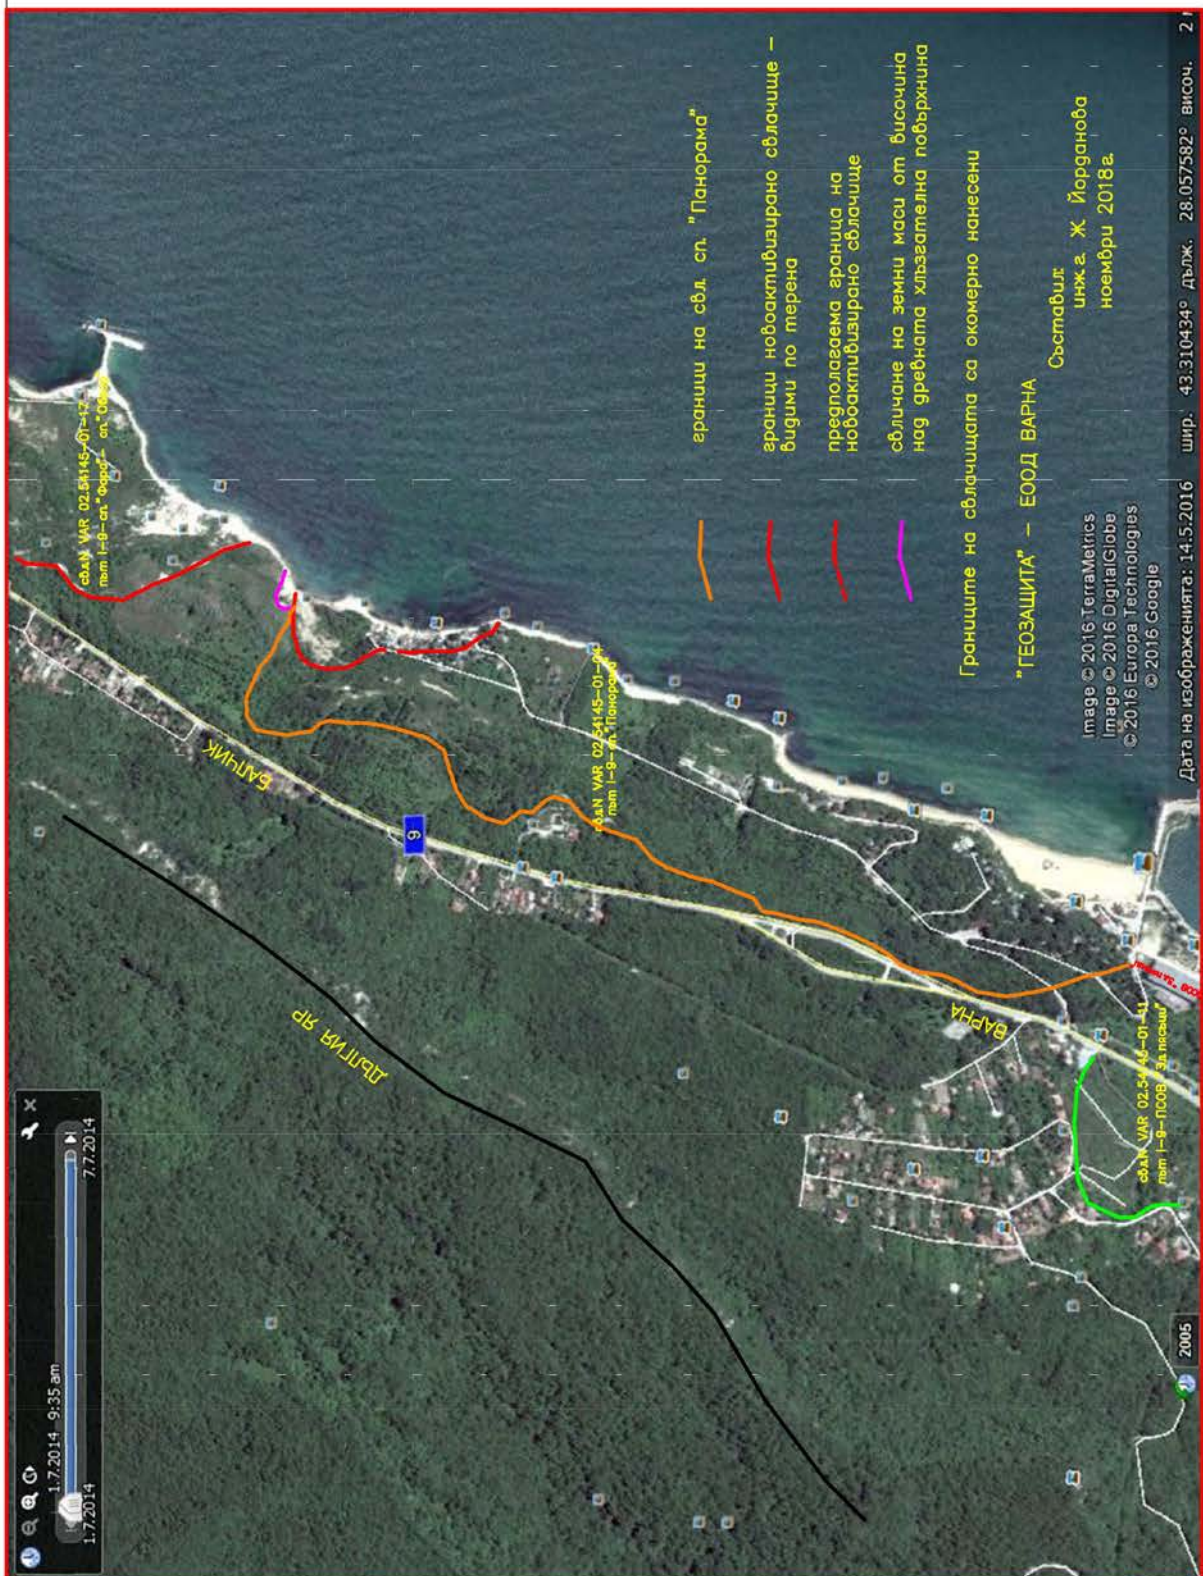 1.7.2014 9:35 am
1.7.2014
7.7.2014
ДЪЛГИЯ ЯР
БАЛЧИК
9
ВАРНА
свл.N VAR 02.54145-01-17
път I-9-сп."Фара"- сп."
свл.N VAR 02.54145-01-04
път I-9-сп."Панорама"
свл.N VAR 02.54145-01-11
път I-9-ПСОВ "Зл.пясъци"
граници на свл. сп. "Панорама"
граници новоактивизирано свлачище –
видими по терена
предполагаема граница на
новоактивизирано свлачище
свличане на земни маси от височина
над древната хлъзгателна повърхнина
Границите на свлачищата са окомерно нанесени
"ГЕОЗАЩИТА" – ЕООД ВАРНА
Съставил:
инж.г. Ж Йорданова
ноември 2018г.
Image © 2016 TerraMetrics
Image © 2016 DigitalGlobe
© 2016 Europa Technologies
© 2016 Google
2005
Дата на изображенията: 14.5.2016 шир. 43.310434° дълж. 28.057582° височ. 2